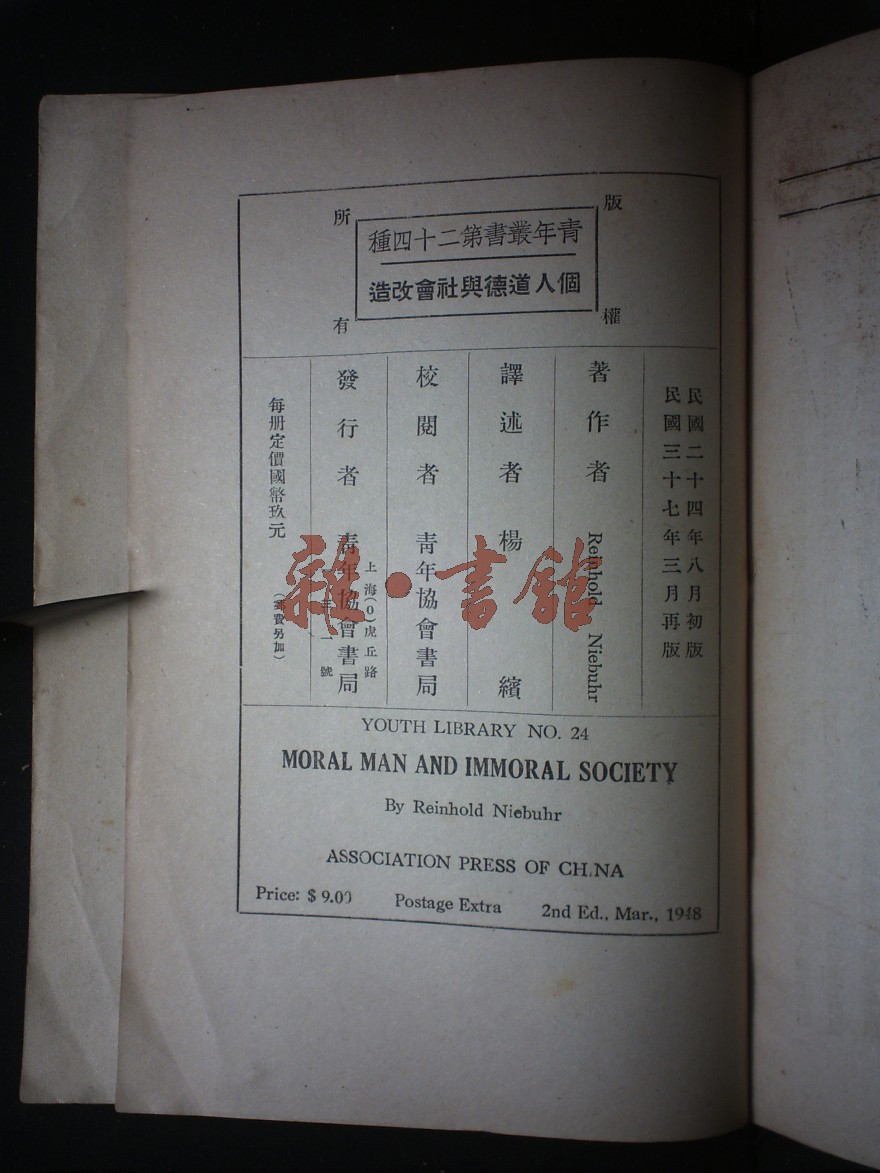 版權所有
青年叢書第二十四種
個人道德與社會改造
民國二十四年八月初版
民國三十七年三月再版
著作者 Reinhold Niebuhr
譯述者 楊繽
校閱者 青年協會書局
發行者 青年協會書局
上海(0)虎丘路
號
每册定價國幣玖元
(郵費另加)
YOUTH LIBRARY NO. 24
MORAL MAN AND IMMORAL SOCIETY
By Reinhold Niebuhr
ASSOCIATION PRESS OF CHINA
Price: $ 9.00 Postage Extra 2nd Ed., Mar., 1948
雜·書館